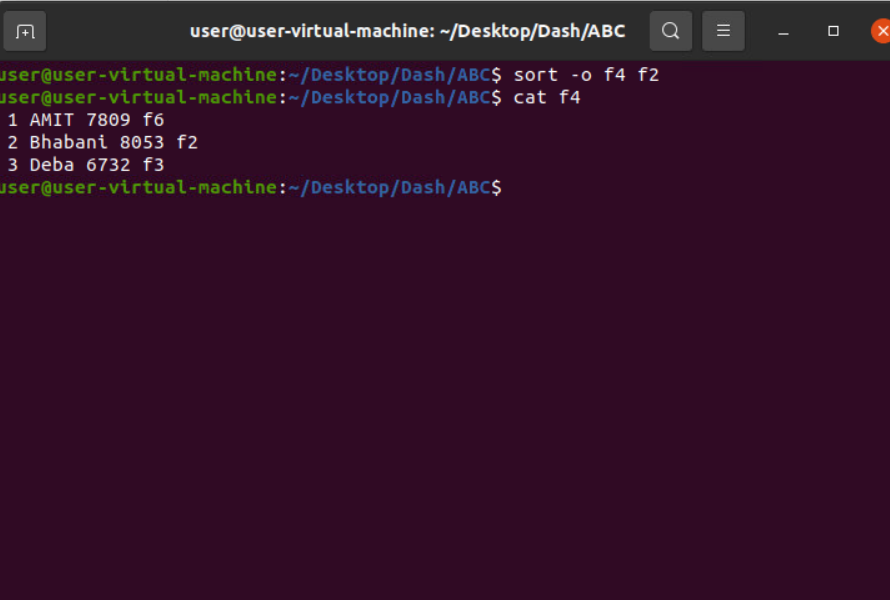 user@user-virtual-machine: ~/Desktop/Dash/ABC
user@user-virtual-machine:~/Desktop/Dash/ABC$ sort -o f4 f2
user@user-virtual-machine:~/Desktop/Dash/ABC$ cat f4
1 AMIT 7809 f6
2 Bhabani 8053 f2
3 Deba 6732 f3
user@user-virtual-machine:~/Desktop/Dash/ABC$